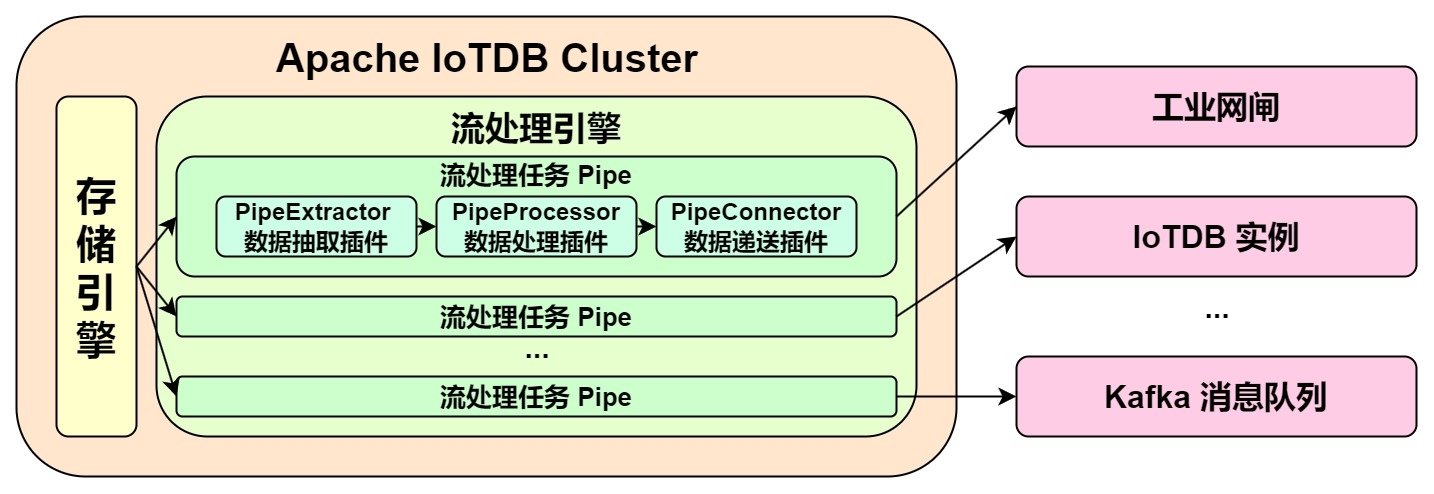 Apache IoTDB Cluster
存
储
引
擎
流处理引擎
流处理任务 Pipe
PipeExtractor
数据抽取插件
PipeProcessor
数据处理插件
PipeConnector
数据递送插件
流处理任务 Pipe
...
流处理任务 Pipe
工业网闸
IoTDB 实例
...
Kafka 消息队列